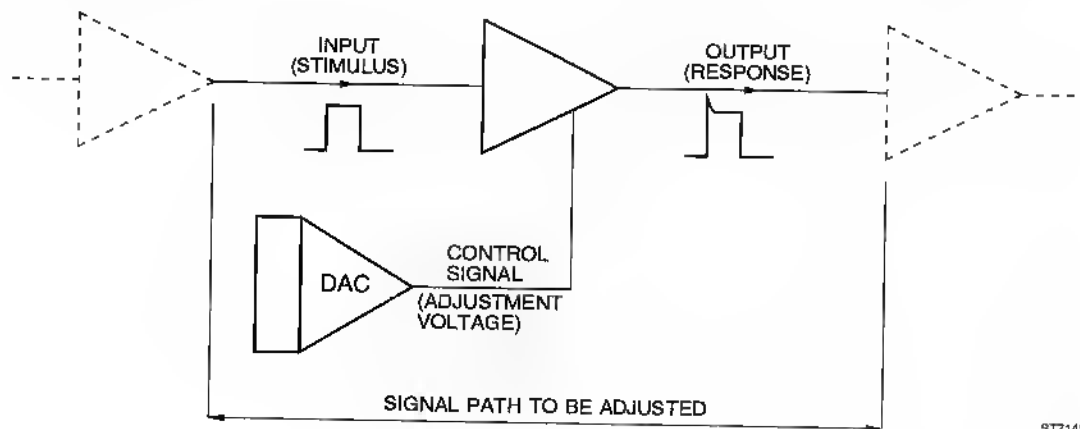 INPUT
(STIMULUS)
OUTPUT
(RESPONSE)
DAC
CONTROL
SIGNAL
(ADJUSTMENT
VOLTAGE)
SIGNAL PATH TO BE ADJUSTED